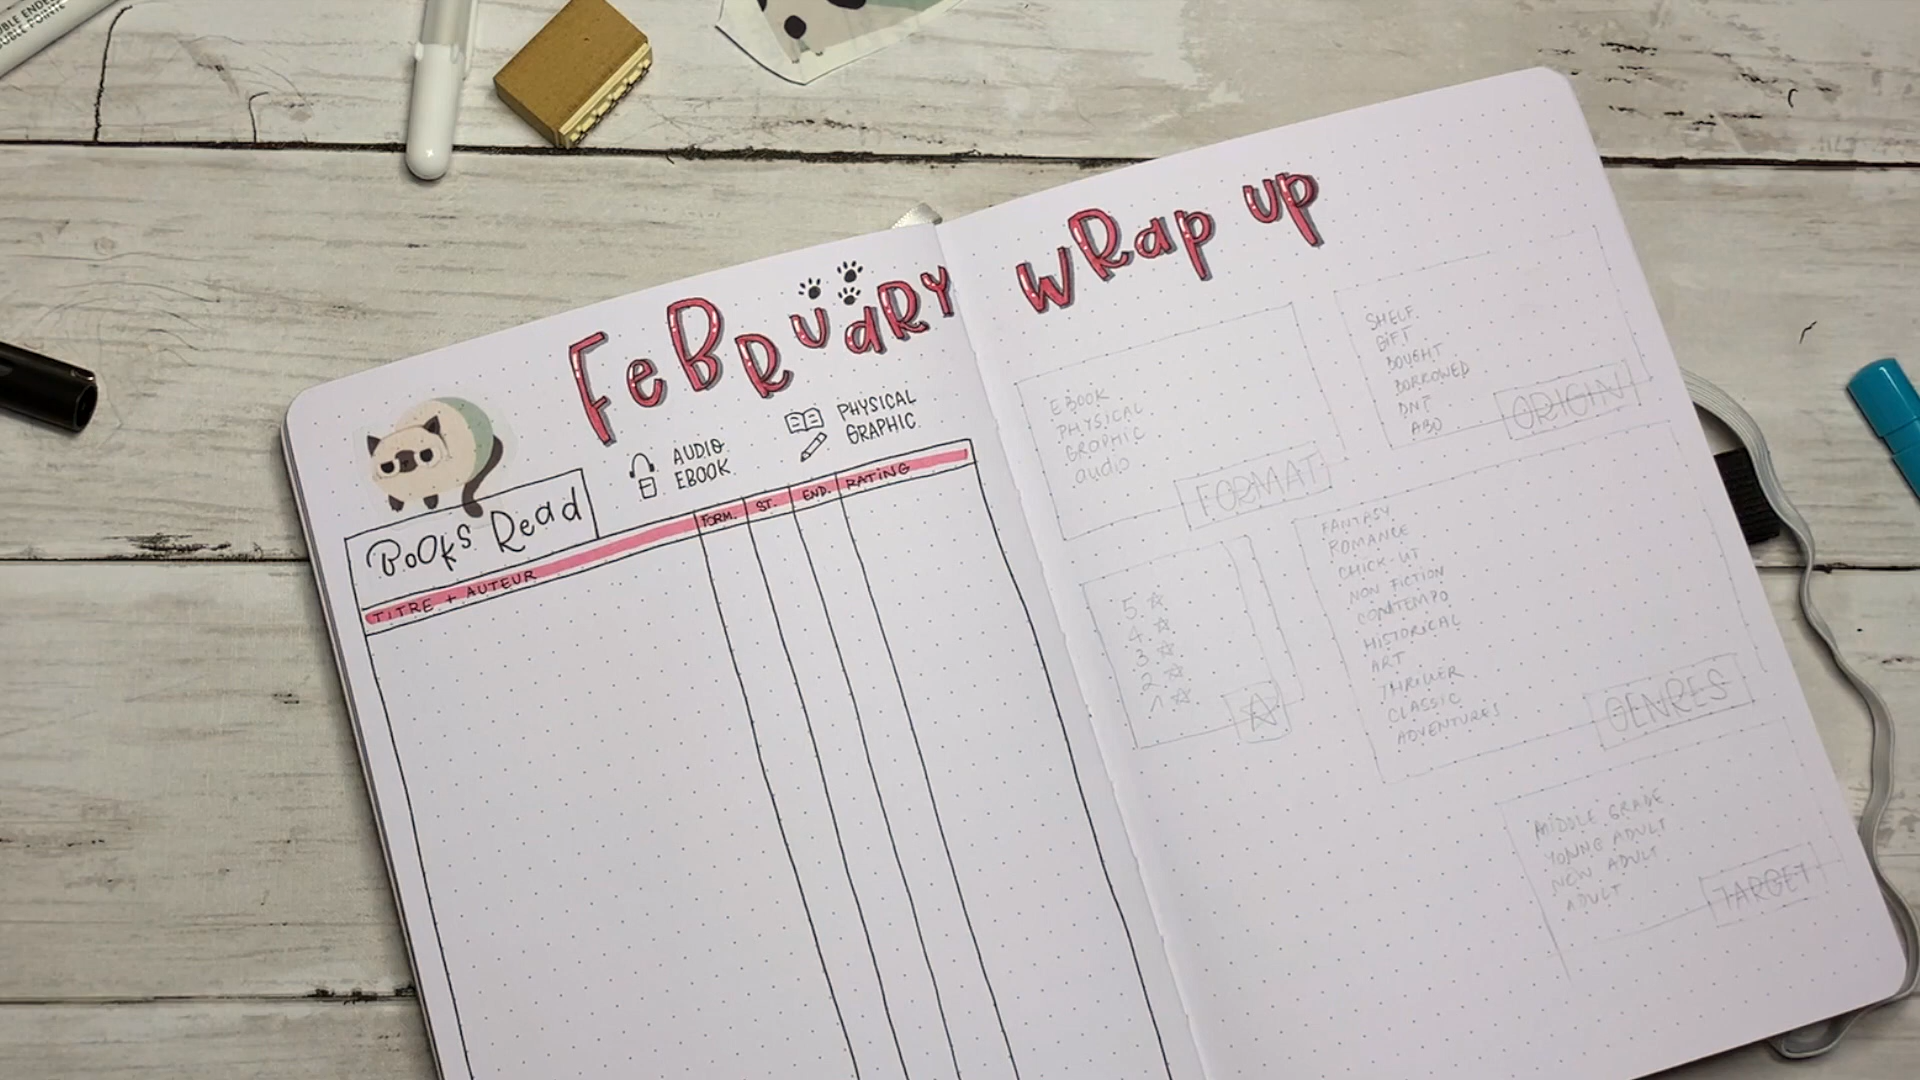 FEBRUARY WRAP UP
AUDIO
EBOOK
PHYSICAL
GRAPHIC
Books Read
TITRE + AUTEUR FORM. ST. END. RATING
EBOOK
PHYSICAL
GRAPHIC
audio
FORMAT
SHELF
GIFT
BOUGHT
BORROWED
ABO
ORIGIN
5 ☆
4 ☆
3 ☆
2 ☆
1 ☆
FANTASY
ROMANCE
CHICK-LIT
NON FICTION
CONTEMPO
HISTORICAL
ART
THRILLER
CLASSIC
ADVENTURES
GENRES
MIDDLE GRADE
YOUNG ADULT
NEW ADULT
ADULT
TARGET